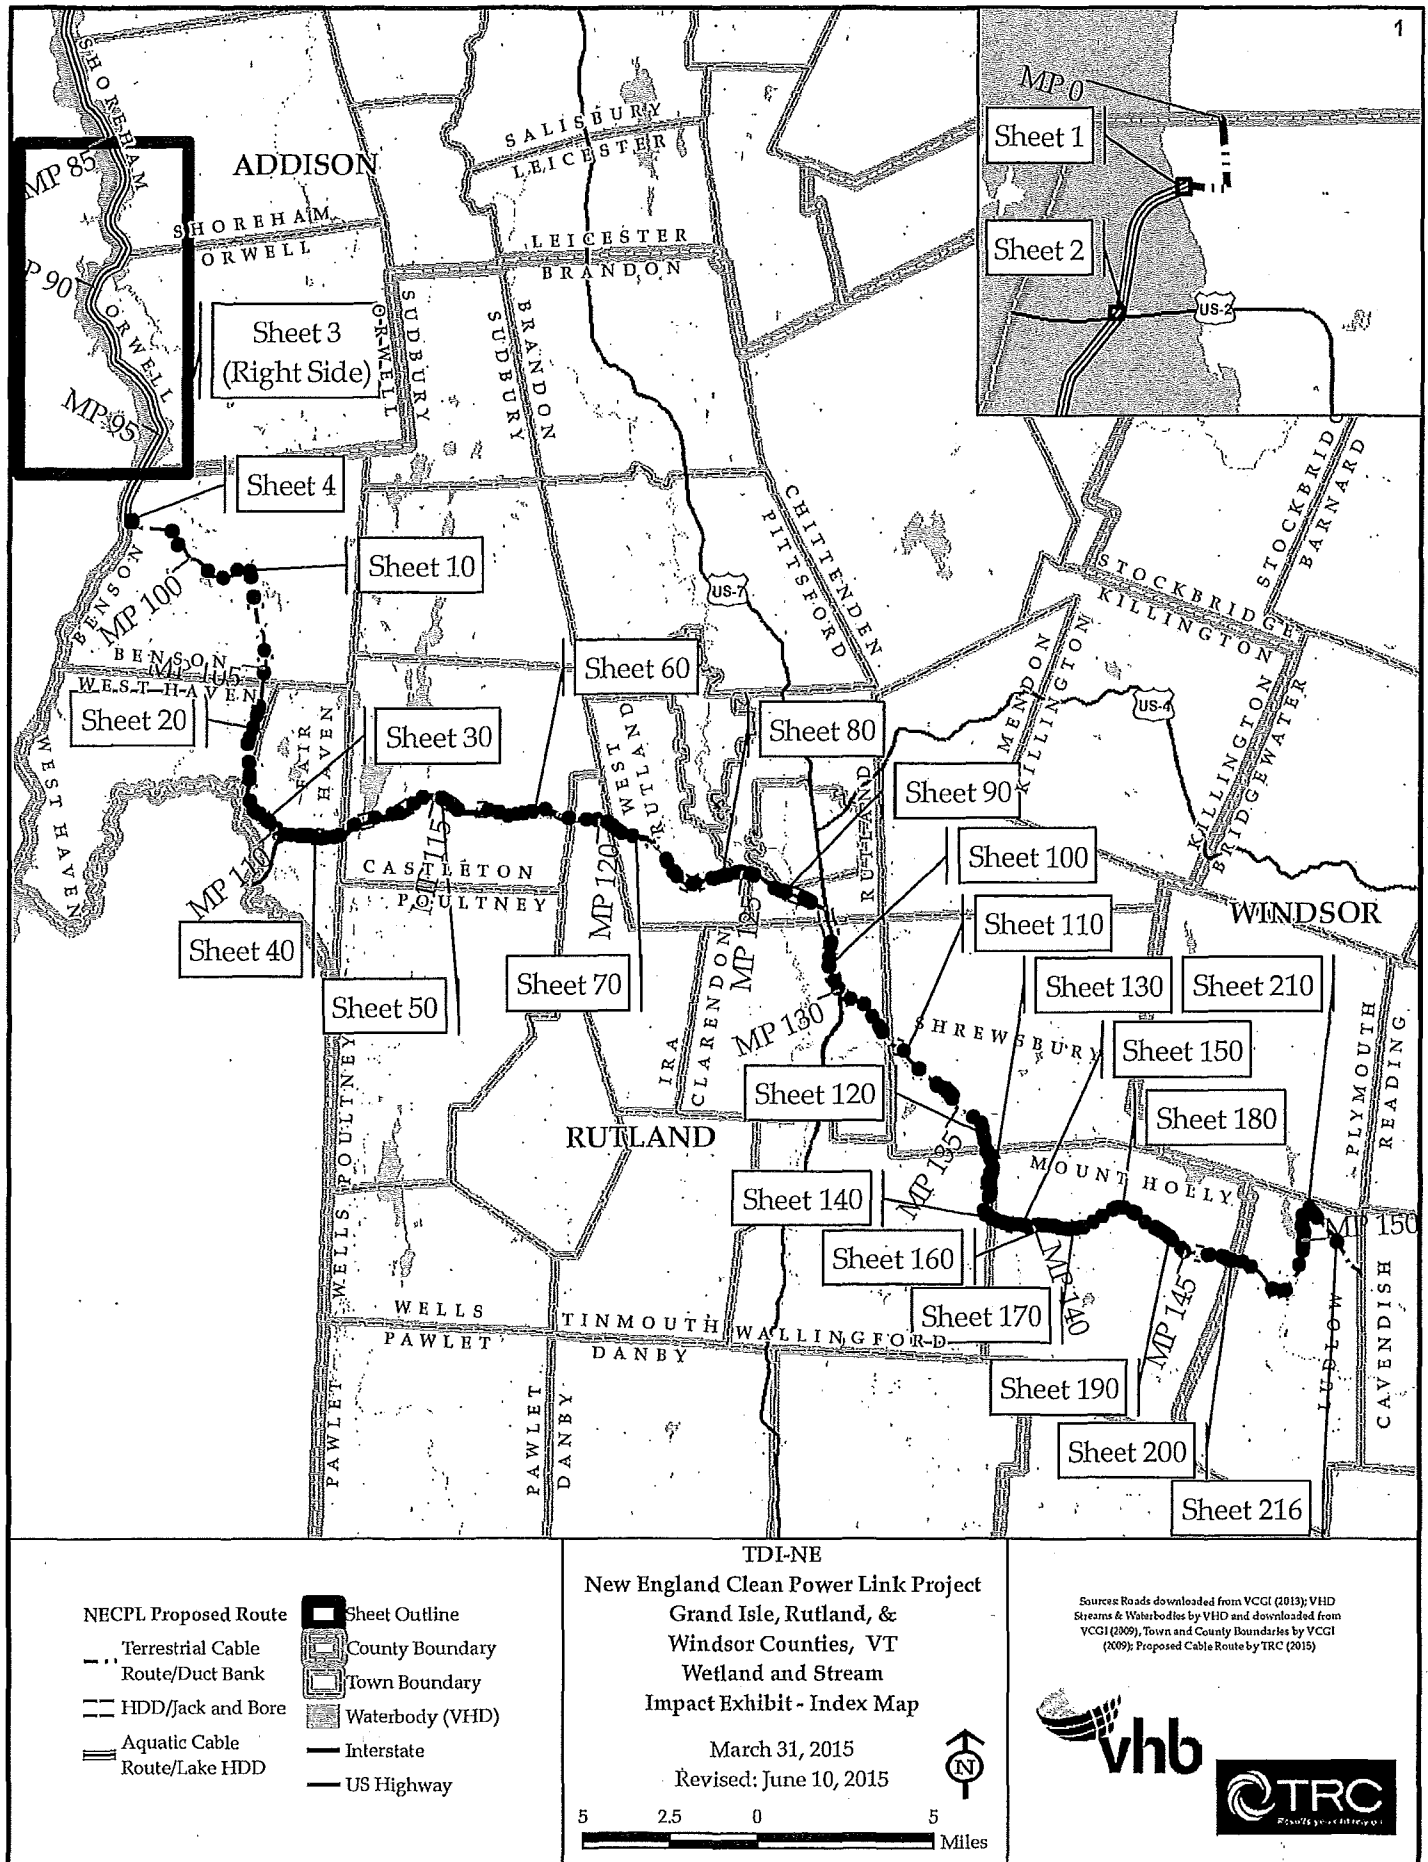 1
MP 0
Sheet 1
Sheet 2
US-2
SHOREHAM
SALISBURY
LEICESTER
ADDISON
MP 85
SHOREHAM
ORWELL
LEICESTER
BRANDON
P 90
ORWELL
Sheet 3
(Right Side)
ORWELL
SUDBURY
SUDBURY
BRANDON
MP 95
Sheet 4
CHITTENDEN
PITTSFORD
STOCKBRIDGE
BARNARD
Sheet 10
MP 100
BENSON
US-7
STOCKBRIDGE
KILLINGTON
BENSON
MP 105
WEST HAVEN
Sheet 60
MENDON
KILLINGTON
US-4
Sheet 20
FAIR
HAVEN
Sheet 30
WEST
RUTLAND
Sheet 80
KILLINGTON
BRIDGEWATER
WEST HAVEN
Sheet 90
RUTLAND
MP 110
MP 115
CASTLETON
POULTNEY
MP 120
Sheet 100
MP 125
WINDSOR
Sheet 40
Sheet 110
Sheet 50
Sheet 70
Sheet 130
Sheet 210
MP 130
SHREWSBURY
IRA
CLARENDON
Sheet 150
PLYMOUTH
READING
POULTNEY
WELLS
Sheet 120
Sheet 180
RUTLAND
MP 135
MOUNT HOLLY
Sheet 140
MP 150
Sheet 160
MP 140
Sheet 170
MP 145
WELLS
PAWLET
TINMOUTH
DANBY
WALLINGFORD
LUDLOW
CAVENDISH
Sheet 190
PAWLET
PAWLET
DANBY
Sheet 200
Sheet 216
NECPL Proposed Route
Terrestrial Cable
Route/Duct Bank
HDD/Jack and Bore
Aquatic Cable
Route/Lake HDD
Sheet Outline
County Boundary
Town Boundary
Waterbody (VHD)
Interstate
US Highway
TDI-NE
New England Clean Power Link Project
Grand Isle, Rutland, &
Windsor Counties, VT
Wetland and Stream
Impact Exhibit - Index Map
March 31, 2015
Revised: June 10, 2015
N
5 2.5 0 5
Miles
Sources: Roads downloaded from VCGI (2013); VHD
Streams & Waterbodies by VHD and downloaded from
VCGI (2009), Town and County Boundaries by VCGI
(2009); Proposed Cable Route by TRC (2015)
vhb
TRC